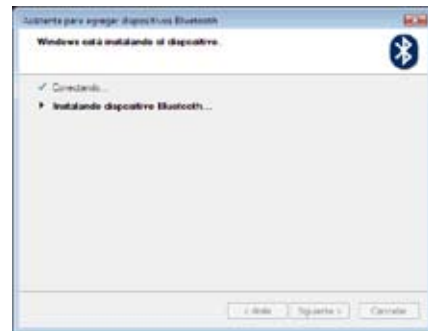 Asistente para agregar dispositivos Bluetooth
Windows está instalando el dispositivo.
Conectando...
Instalando dispositivo Bluetooth...
< Atrás
Siguiente >
Cancelar